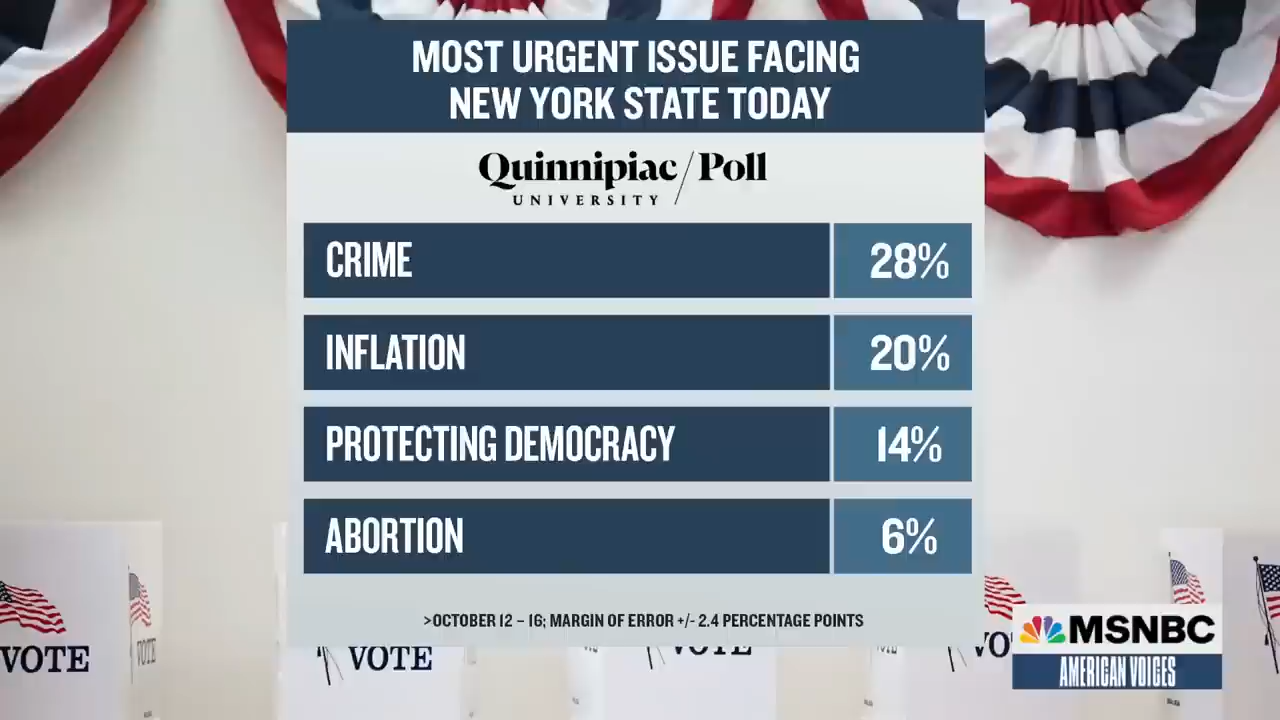 MOST URGENT ISSUE FACING
NEW YORK STATE TODAY
Quinnipiac / Poll
UNIVERSITY
CRIME 28%
INFLATION 20%
PROTECTING DEMOCRACY 14%
ABORTION 6%
>OCTOBER 12 – 16; MARGIN OF ERROR +/- 2.4 PERCENTAGE POINTS
VOTE
VOTE
VOTE
VOTE
VO
MSNBC
AMERICAN VOICES